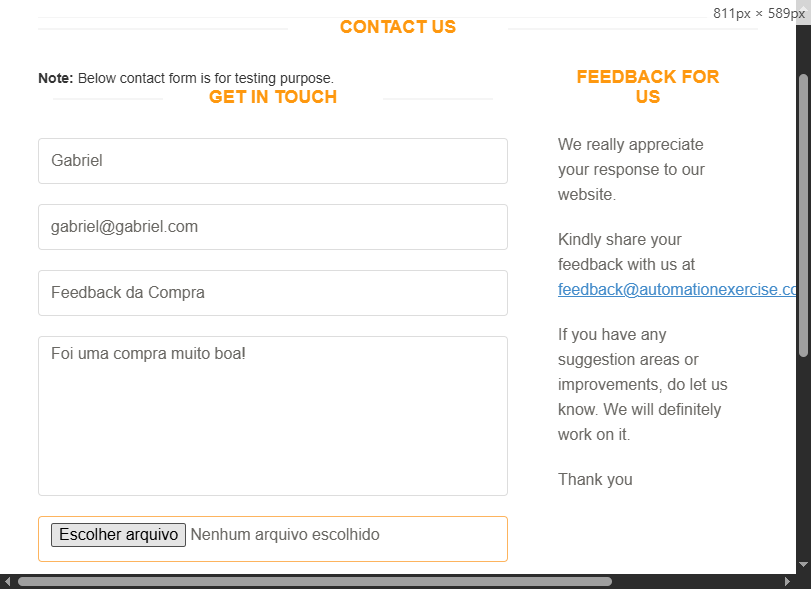 811px × 589px
CONTACT US
Note: Below contact form is for testing purpose.
GET IN TOUCH
Gabriel
gabriel@gabriel.com
Feedback da Compra
Foi uma compra muito boa!
Escolher arquivo Nenhum arquivo escolhido
FEEDBACK FOR
US
We really appreciate
your response to our
website.
Kindly share your
feedback with us at
feedback@automationexercise.co
If you have any
suggestion areas or
improvements, do let us
know. We will definitely
work on it.
Thank you